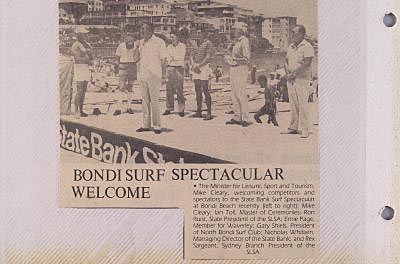 State Bank St
BONDI SURF SPECTACULAR
WELCOME
• The Minister for Leisure, Sport and Tourism,
Mike Cleary, welcoming competitors and
spectators to the State Bank Surf Spectacular
at Bondi Beach recently (left to right): Mike
Cleary; Ian Toll, Master of Ceremonies; Ron
Rust, State President of the SLSA; Ernie Page,
Member for Waverley; Gary Shiels, President
of North Bondi Surf Club; Nicholas Whitlam,
Managing Director of the State Bank; and Rex
Sargeant, Sydney Branch President of the
SLSA.